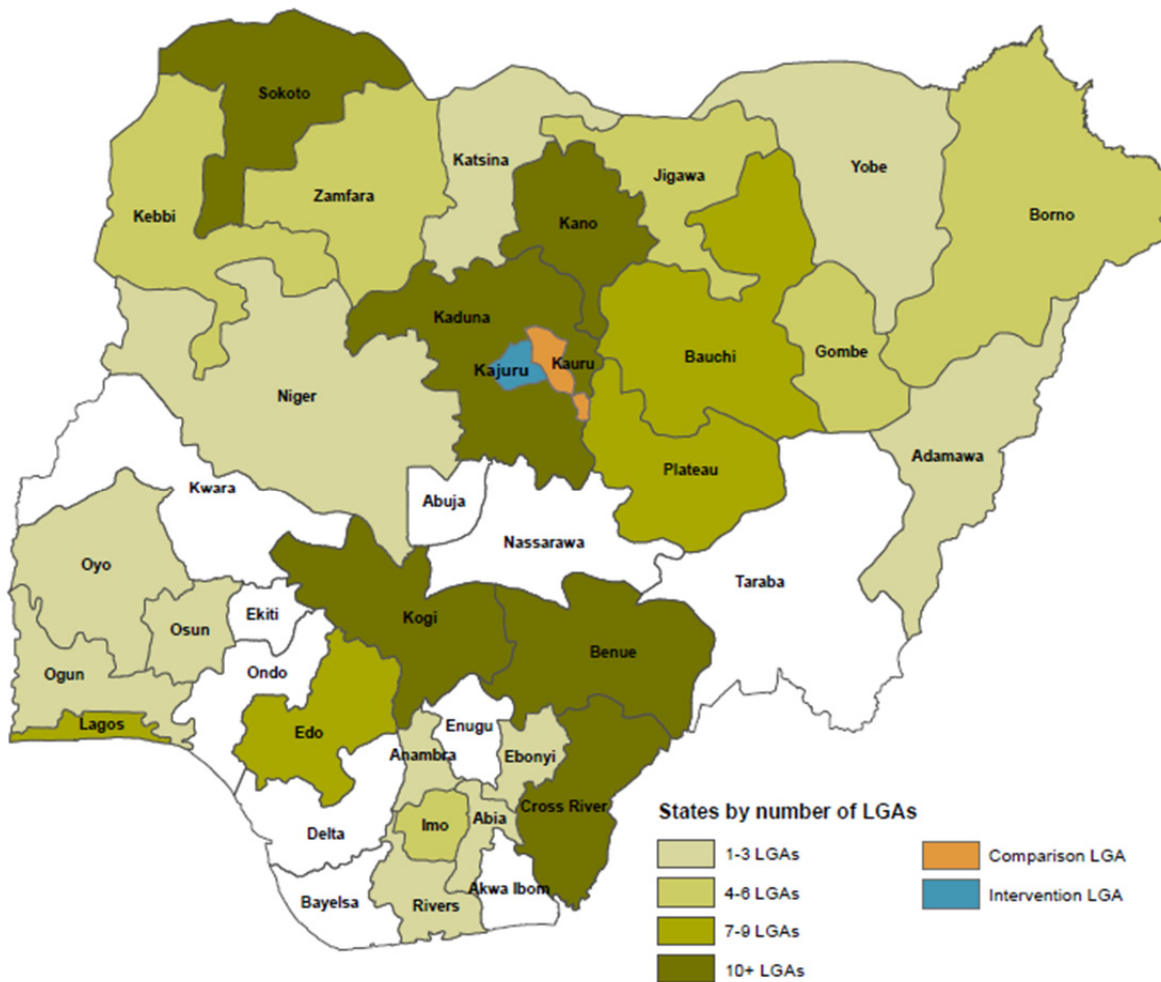 Sokoto
Katsina
Yobe
Jigawa
Zamfara
Kebbi
Borno
Kano
Kaduna
Kauru
Kajuru
Bauchi
Gombe
Niger
Adamawa
Plateau
Kwara
Abuja
Nassarawa
Oyo
Taraba
Ekiti
Kogi
Osun
Benue
Ogun
Ondo
Lagos
Edo
Enugu
Anambra
Ebonyi
Cross River
Delta
Imo
Abia
Akwa Ibom
Bayelsa
Rivers
States by number of LGAs
1-3 LGAs
4-6 LGAs
7-9 LGAs
10+ LGAs
Comparison LGA
Intervention LGA